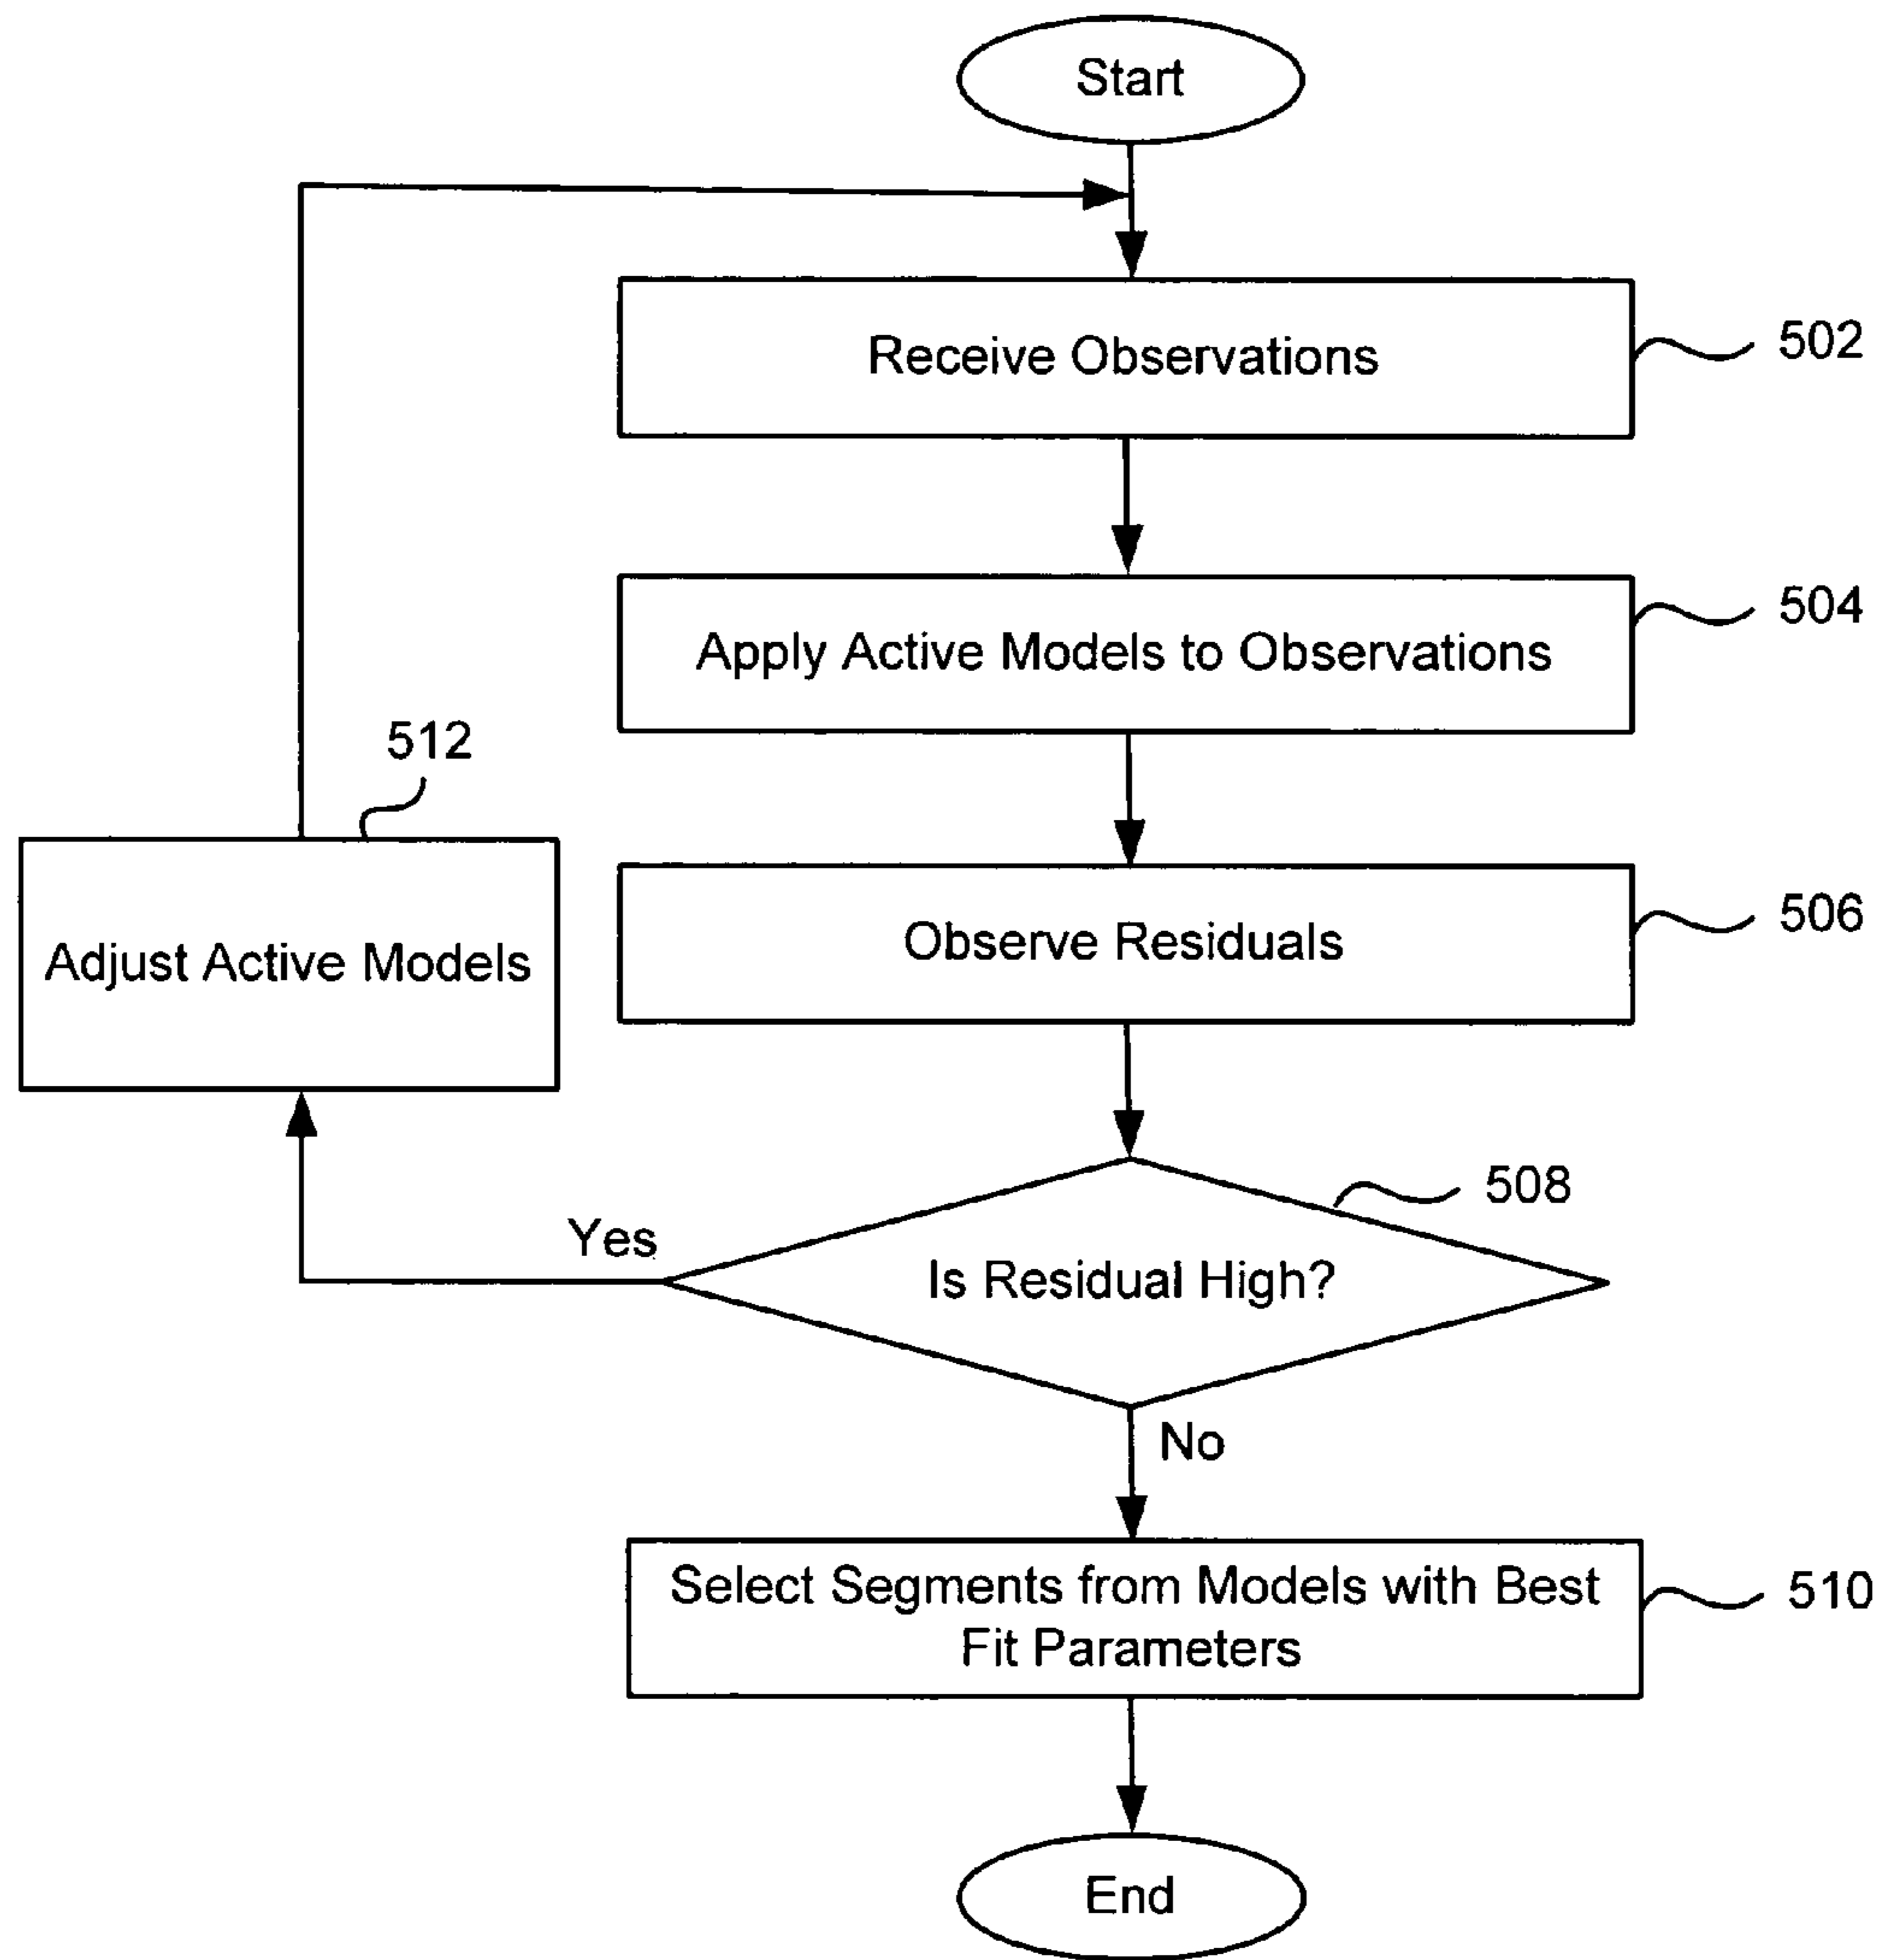 Start
Receive Observations
502
Apply Active Models to Observations
504
512
Adjust Active Models
Observe Residuals
506
508
Yes
Is Residual High?
No
Select Segments from Models with Best
Fit Parameters
510
End